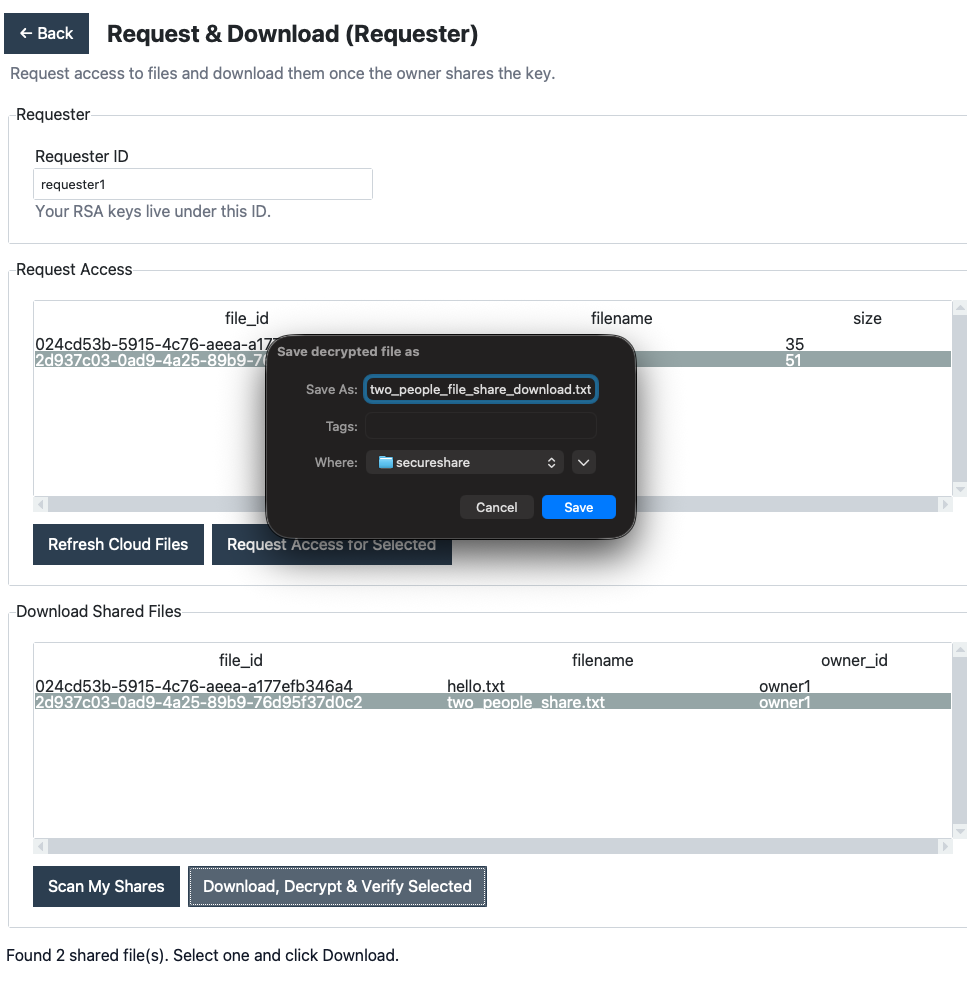 ← Back
Request & Download (Requester)
Request access to files and download them once the owner shares the key.
Requester
Requester ID
requester1
Your RSA keys live under this ID.
Request Access
file_id filename size
024cd53b-5915-4c76-aeea-a17 35
2d937c03-0ad9-4a25-89b9-76 51
Save decrypted file as
Save As: two_people_file_share_download.txt
Tags:
Where: secureshare
Cancel Save
Refresh Cloud Files Request Access for Selected
Download Shared Files
file_id filename owner_id
024cd53b-5915-4c76-aeea-a177efb346a4 hello.txt owner1
2d937c03-0ad9-4a25-89b9-76d95f37d0c2 two_people_share.txt owner1
Scan My Shares Download, Decrypt & Verify Selected
Found 2 shared file(s). Select one and click Download.